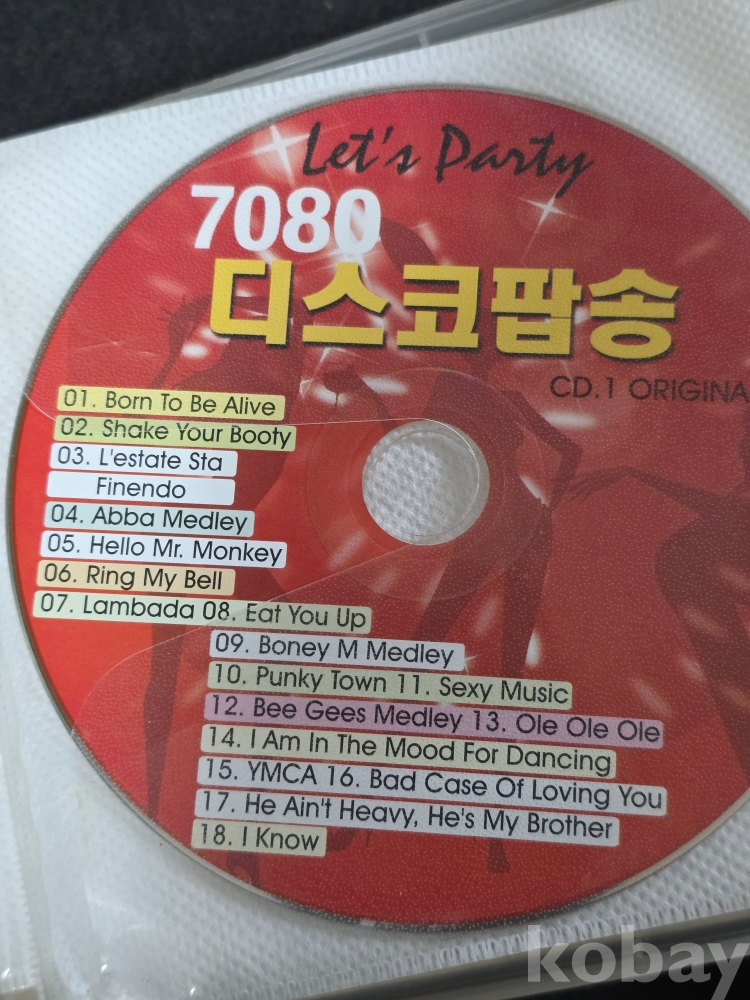 Let's Party
7080
디스코팝송
CD.1 ORIGINA
01. Born To Be Alive
02. Shake Your Booty
03. L'estate Sta
Finendo
04. Abba Medley
05. Hello Mr. Monkey
06. Ring My Bell
07. Lambada 08. Eat You Up
09. Boney M Medley
10. Punky Town 11. Sexy Music
12. Bee Gees Medley 13. Ole Ole Ole
14. I Am In The Mood For Dancing
15. YMCA 16. Bad Case Of Loving You
17. He Ain't Heavy, He's My Brother
18. I Know
kobay